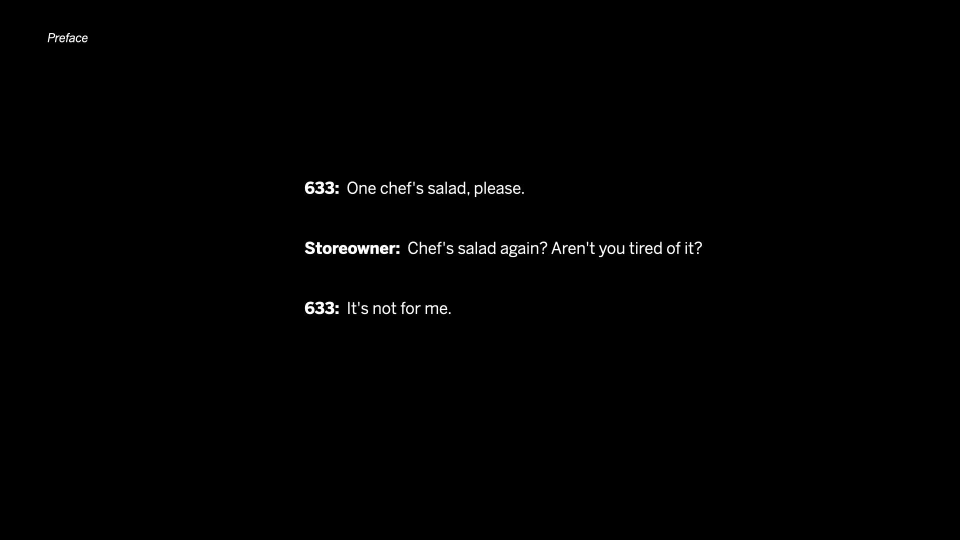 Preface
633: One chef's salad, please.
Storeowner: Chef's salad again? Aren't you tired of it?
633: It's not for me.